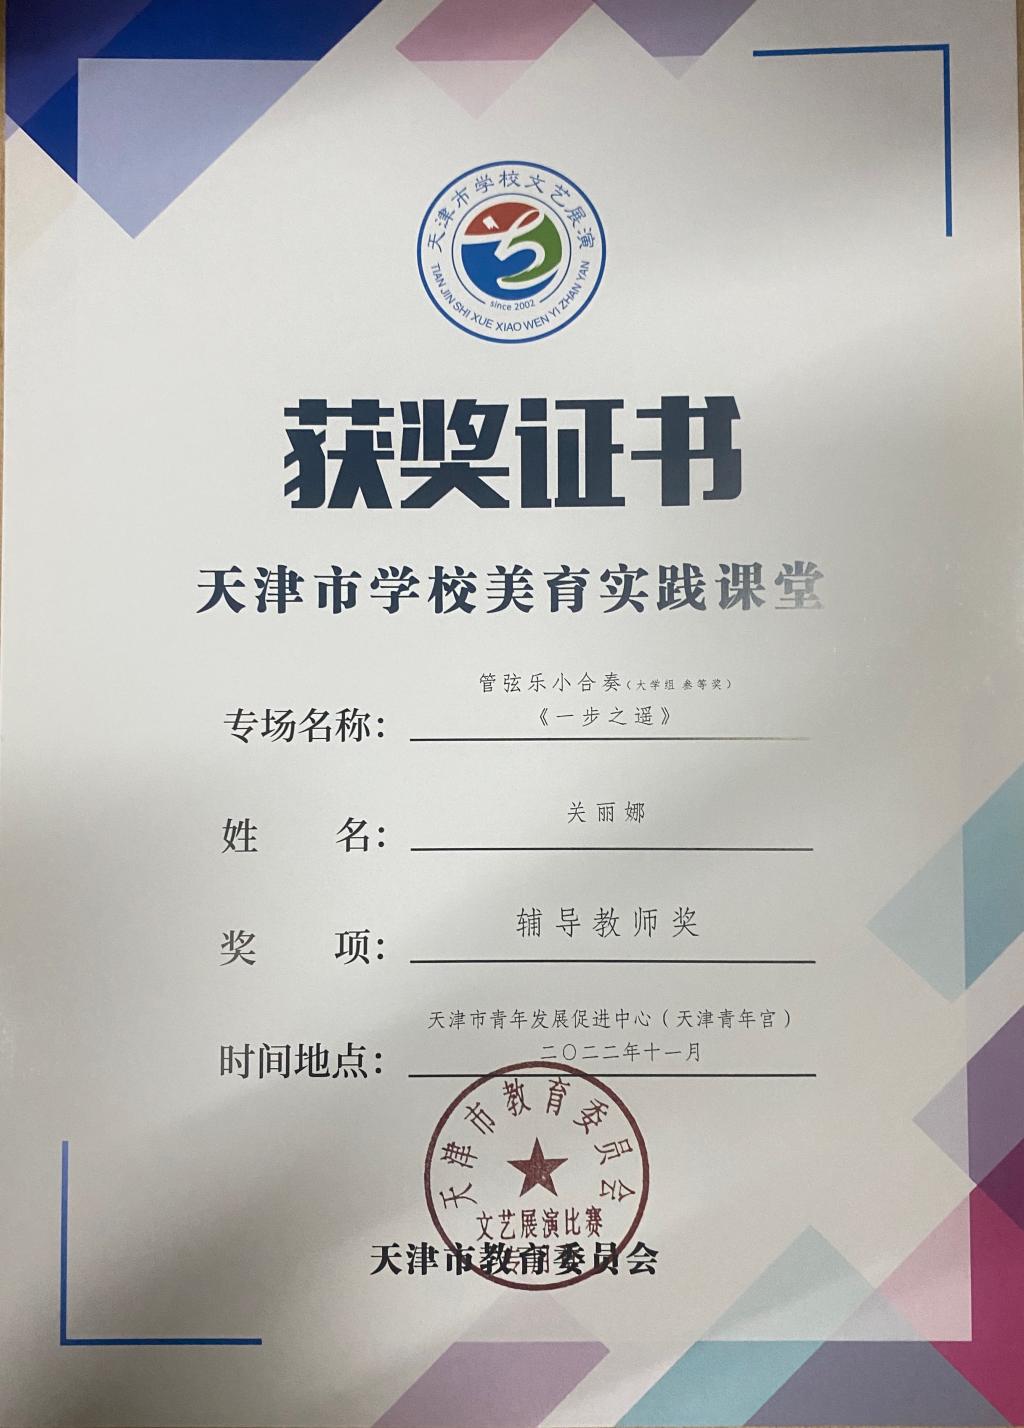 天津市学校文艺展演
TIAN JIN SHI XUE XIAO WEN YI ZHAN YAN
since 2002
获奖证书
天津市学校美育实践课堂
管弦乐小合奏(大学组 叁等奖)
专场名称：《一步之遥》
姓 名：关丽娜
奖 项：辅导教师奖
天津市青年发展促进中心(天津青年宫)
时间地点：二〇二二年十一月
天津市教育委员会
文艺展演比赛
专用章
天津市教育委员会